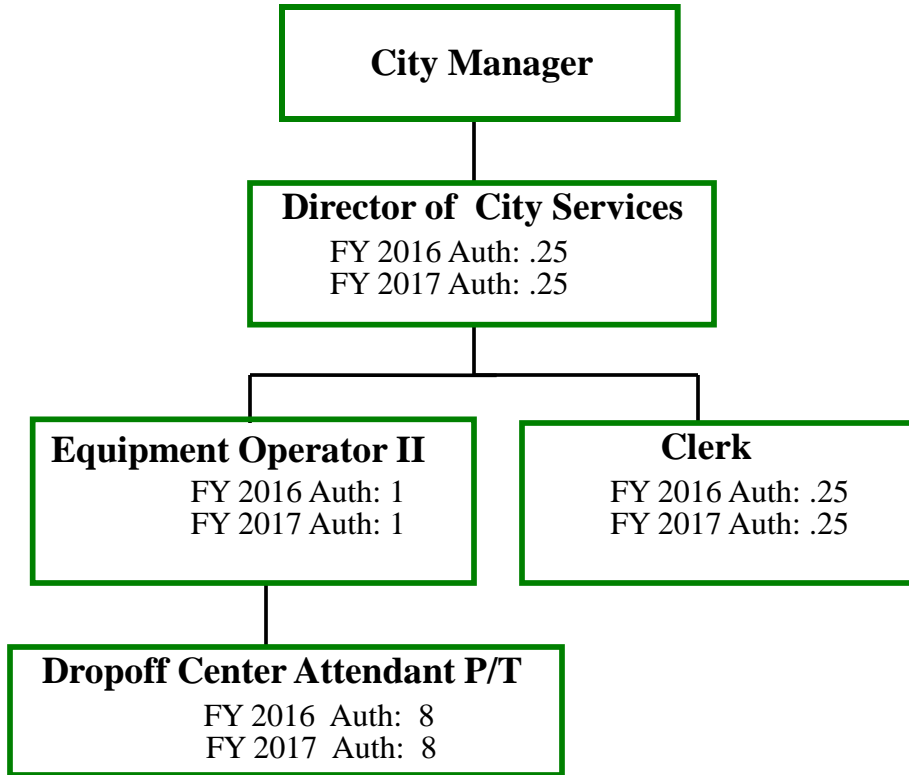 City Manager
Director of City Services
FY 2016 Auth: .25
FY 2017 Auth: .25
Equipment Operator II
FY 2016 Auth: 1
FY 2017 Auth: 1
Clerk
FY 2016 Auth: .25
FY 2017 Auth: .25
Dropoff Center Attendant P/T
FY 2016 Auth: 8
FY 2017 Auth: 8